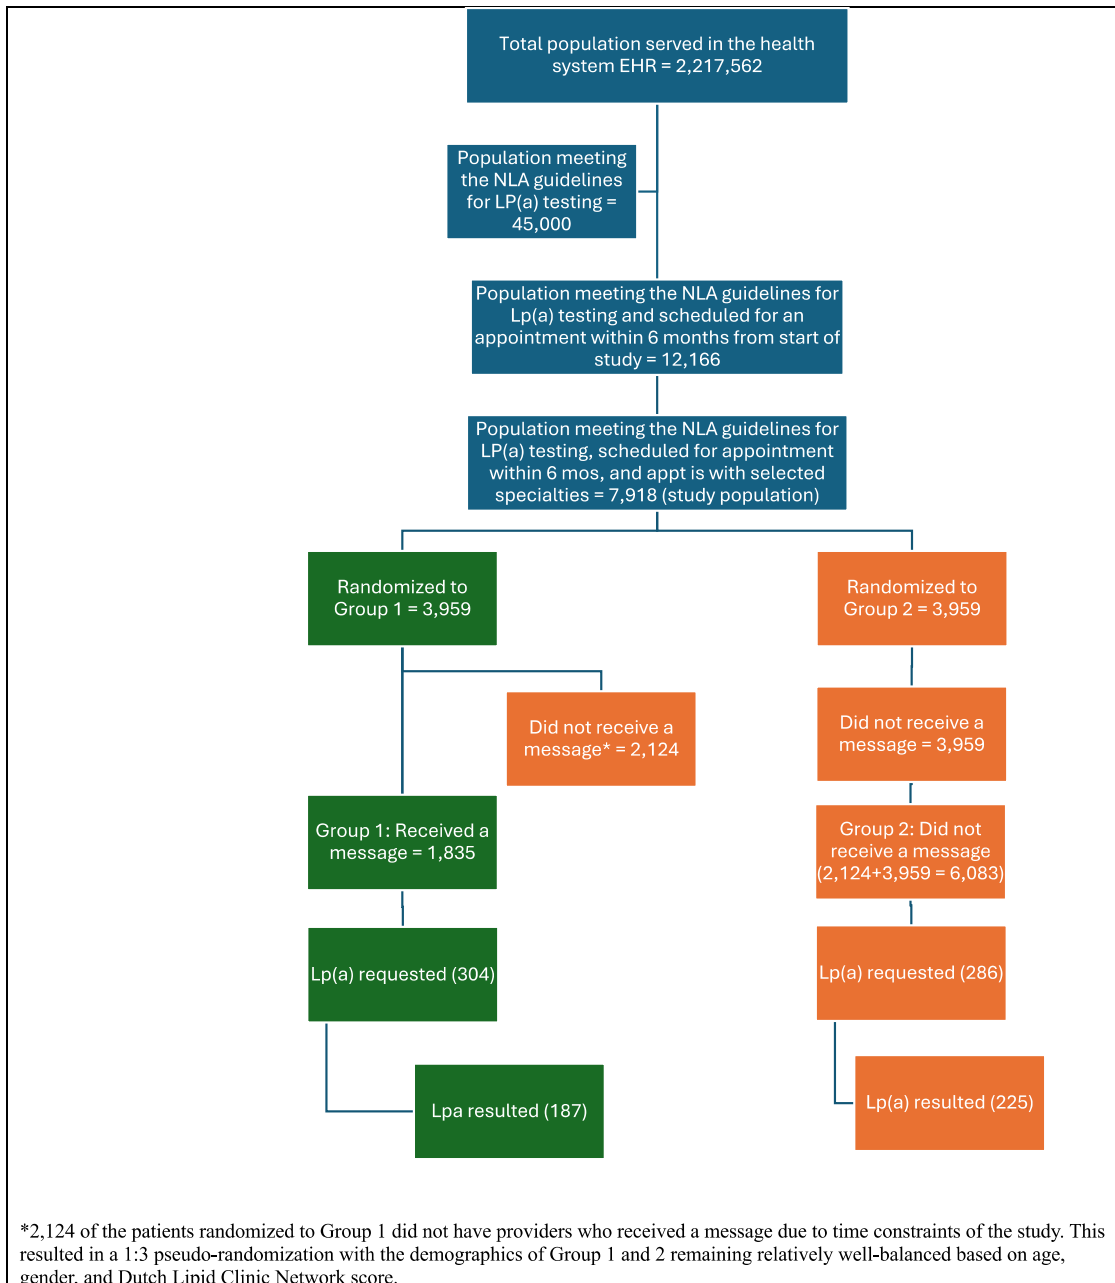 Total population served in the health
system EHR = 2,217,562
Population meeting
the NLA guidelines
for LP(a) testing =
45,000
Population meeting the NLA guidelines for
Lp(a) testing and scheduled for an
appointment within 6 months from start of
study = 12,166
Population meeting the NLA guidelines for
LP(a) testing, scheduled for appointment
within 6 mos, and appt is with selected
specialties = 7,918 (study population)
Randomized to
Group 1 = 3,959
Randomized to
Group 2 = 3,959
Did not receive a
message* = 2,124
Did not receive a
message = 3,959
Group 1: Received a
message = 1,835
Group 2: Did not
receive a message
(2,124+3,959 = 6,083)
Lp(a) requested (304)
Lp(a) requested (286)
Lpa resulted (187)
Lp(a) resulted (225)
*2,124 of the patients randomized to Group 1 did not have providers who received a message due to time constraints of the study. This
resulted in a 1:3 pseudo-randomization with the demographics of Group 1 and 2 remaining relatively well-balanced based on age,
gender, and Dutch Lipid Clinic Network score.